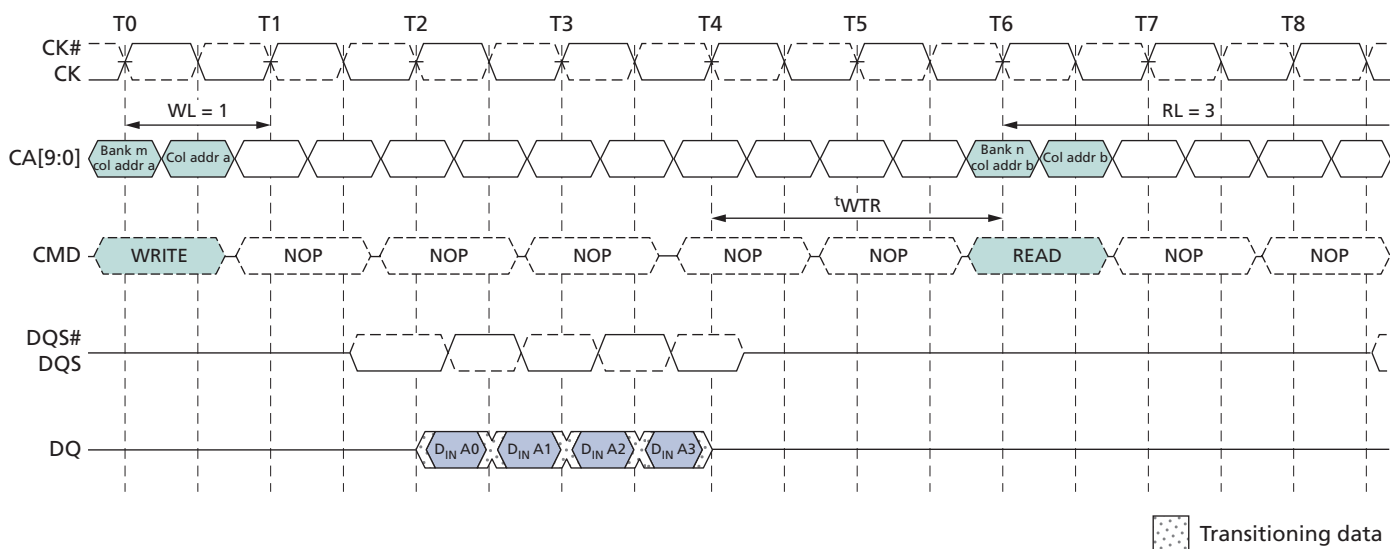 T0 T1 T2 T3 T4 T5 T6 T7 T8
CK#
CK
WL = 1 RL = 3
CA[9:0] Bank m col addr a Col addr a Bank n col addr b Col addr b
tWTR
CMD WRITE NOP NOP NOP NOP NOP READ NOP NOP
DQS#
DQS
DQ DIN A0 DIN A1 DIN A2 DIN A3
Transitioning data